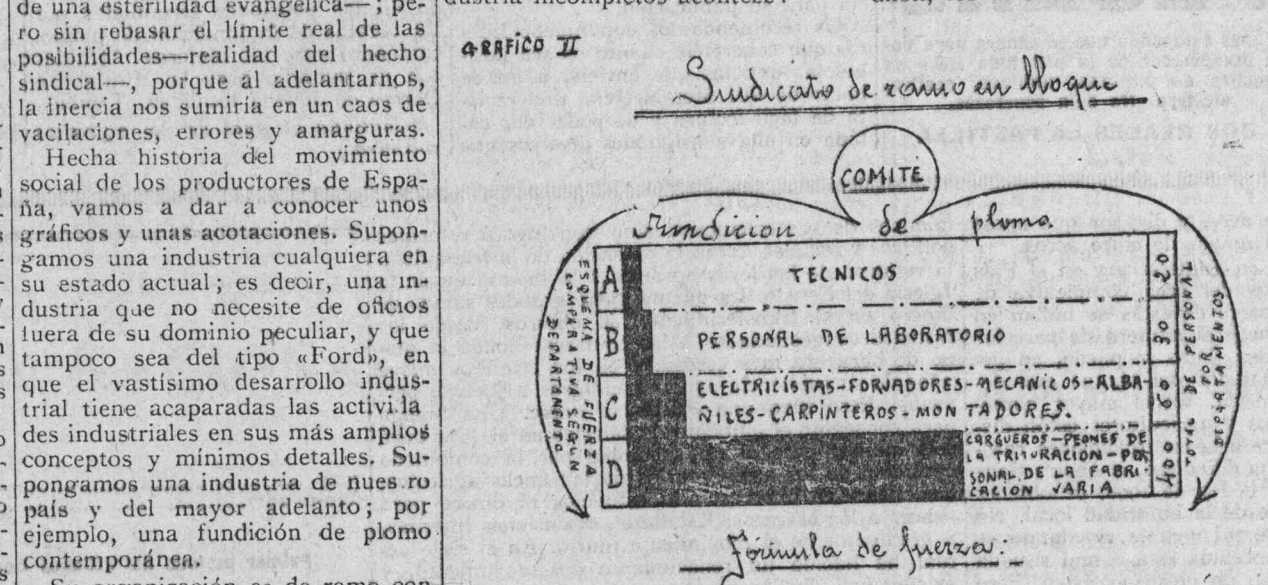 de una esterilidad evangélica—; pe-
ro sin rebasar el límite real de las
posibilidades—realidad del hecho
sindical—, porque al adelantarnos,
la inercia nos sumiría en un caos de
vacilaciones, errores y amarguras.
Hecha historia del movimiento
social de los productores de Espa-
ña, vamos a dar a conocer unos
gráficos y unas acotaciones. Supon-
gamos una industria cualquiera en
su estado actual; es decir, una in-
dustria que no necesite de oficios
fuera de su dominio peculiar, y que
tampoco sea del tipo «Ford», en
que el vastísimo desarrollo indus-
trial tiene acaparadas las activi la
des industriales en sus más amplios
conceptos y mínimos detalles. Su-
pongamos una industria de nues ro
país y del mayor adelanto; por
ejemplo, una fundición de plomo
contemporánea.
dustria incompletos acontece?
GRAFICO II
Sindicato de ramo en bloque
COMITE
Fundicion de plomo
ESQUEMA DE FUERZA
COMPARATIVA SEGUN
DEPARTAMENTO
A TECNICOS 20
B PERSONAL DE LABORATORIO 30
C ELECTRICISTAS-FORJADORES-MECANICOS-ALBA-
ÑILES-CARPINTEROS-MONTADORES. 60
D CARGUEROS-PEONES DE
LA TRITURACION-PER
SONAL DE LA FABRI-
CACION VARIA 400
TOTAL DE PERSONAL
POR
DEPARTAMENTOS
Formula de fuerza: